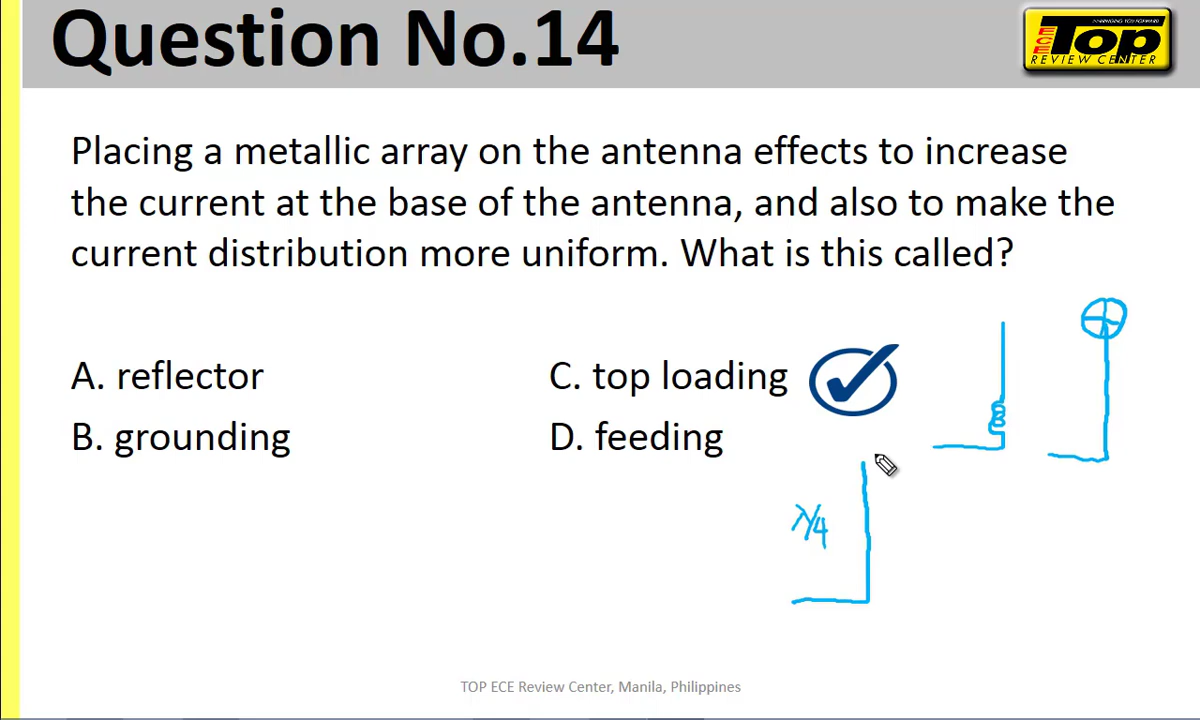 Question No.14
ECE Top
REVIEW CENTER
Placing a metallic array on the antenna effects to increase
the current at the base of the antenna, and also to make the
current distribution more uniform. What is this called?
A. reflector
C. top loading
B. grounding
D. feeding
λ/4
TOP ECE Review Center, Manila, Philippines